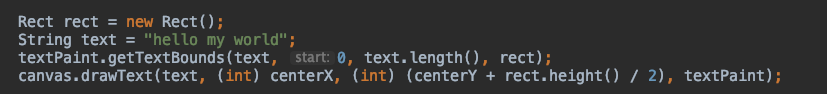 Rect rect = new Rect();
String text = "hello my world";
textPaint.getTextBounds(text, start: 0, text.length(), rect);
canvas.drawText(text, (int) centerX, (int) (centerY + rect.height() / 2), textPaint);